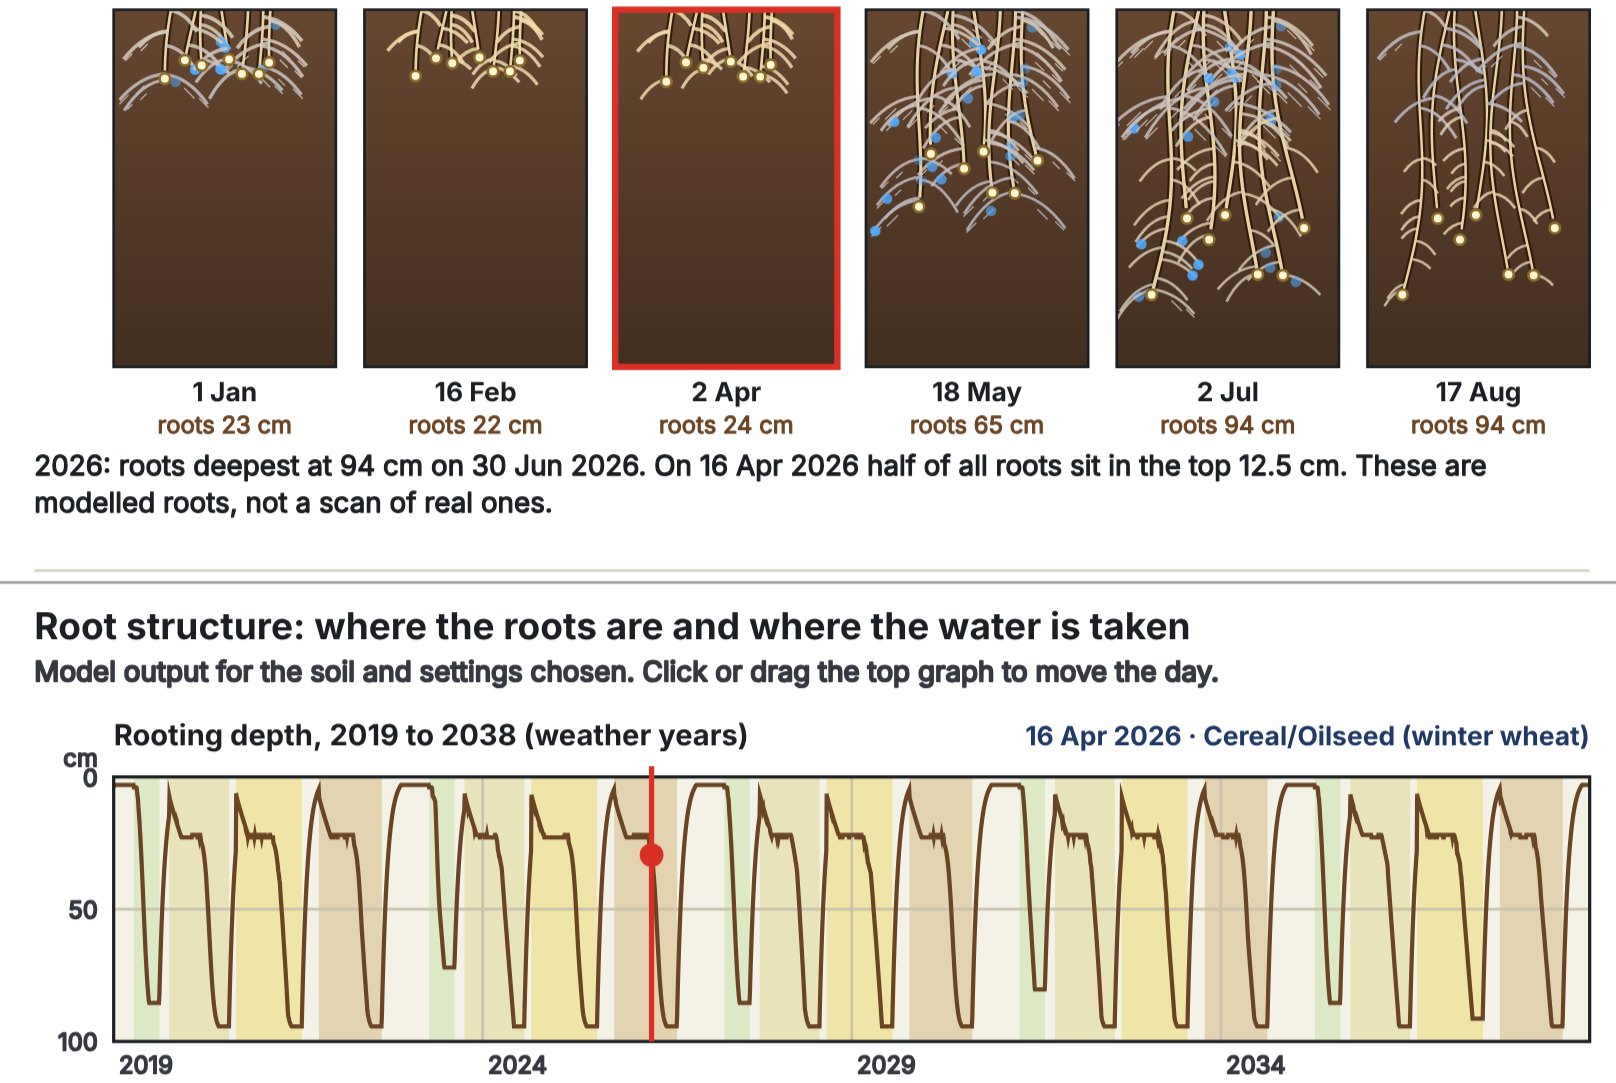 1 Jan
roots 23 cm
16 Feb
roots 22 cm
2 Apr
roots 24 cm
18 May
roots 65 cm
2 Jul
roots 94 cm
17 Aug
roots 94 cm
2026: roots deepest at 94 cm on 30 Jun 2026. On 16 Apr 2026 half of all roots sit in the top 12.5 cm. These are
modelled roots, not a scan of real ones.
Root structure: where the roots are and where the water is taken
Model output for the soil and settings chosen. Click or drag the top graph to move the day.
Rooting depth, 2019 to 2038 (weather years)
16 Apr 2026 · Cereal/Oilseed (winter wheat)
cm
0
50
100
2019
2024
2029
2034